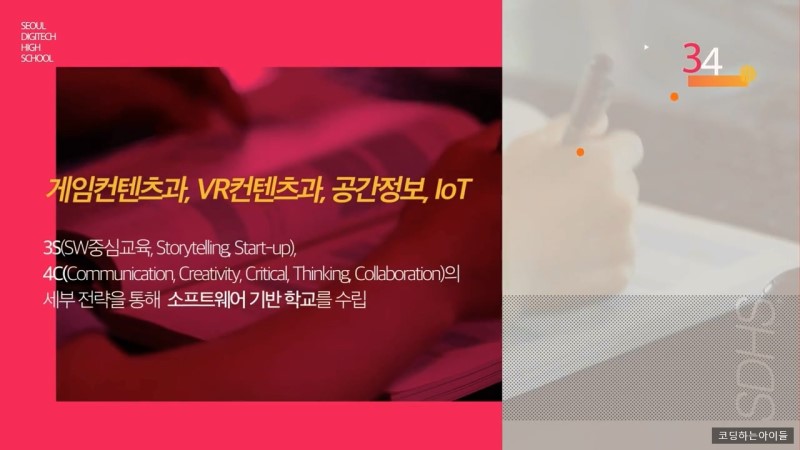 SEOUL
DIGITECH
HIGH
SCHOOL
34
게임컨텐츠과, VR컨텐츠과, 공간정보, IoT
3S(SW중심교육, Storytelling, Start-up),
4C(Communication, Creativity, Critical, Thinking, Collaboration)의
세부 전략을 통해 소프트웨어 기반 학교를 수립
SDHS
코딩하는아이들